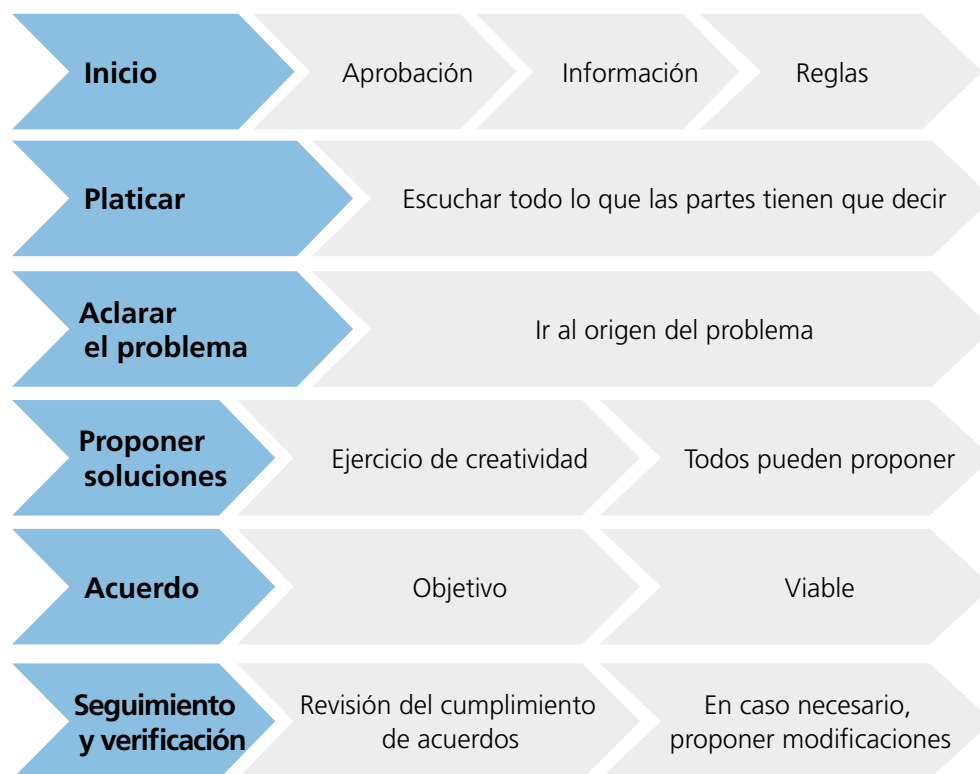 Inicio
Aprobación
Información
Reglas
Platicar
Escuchar todo lo que las partes tienen que decir
Aclarar
el problema
Ir al origen del problema
Proponer
soluciones
Ejercicio de creatividad
Todos pueden proponer
Acuerdo
Objetivo
Viable
Seguimiento
y verificación
Revisión del cumplimiento
de acuerdos
En caso necesario,
proponer modificaciones